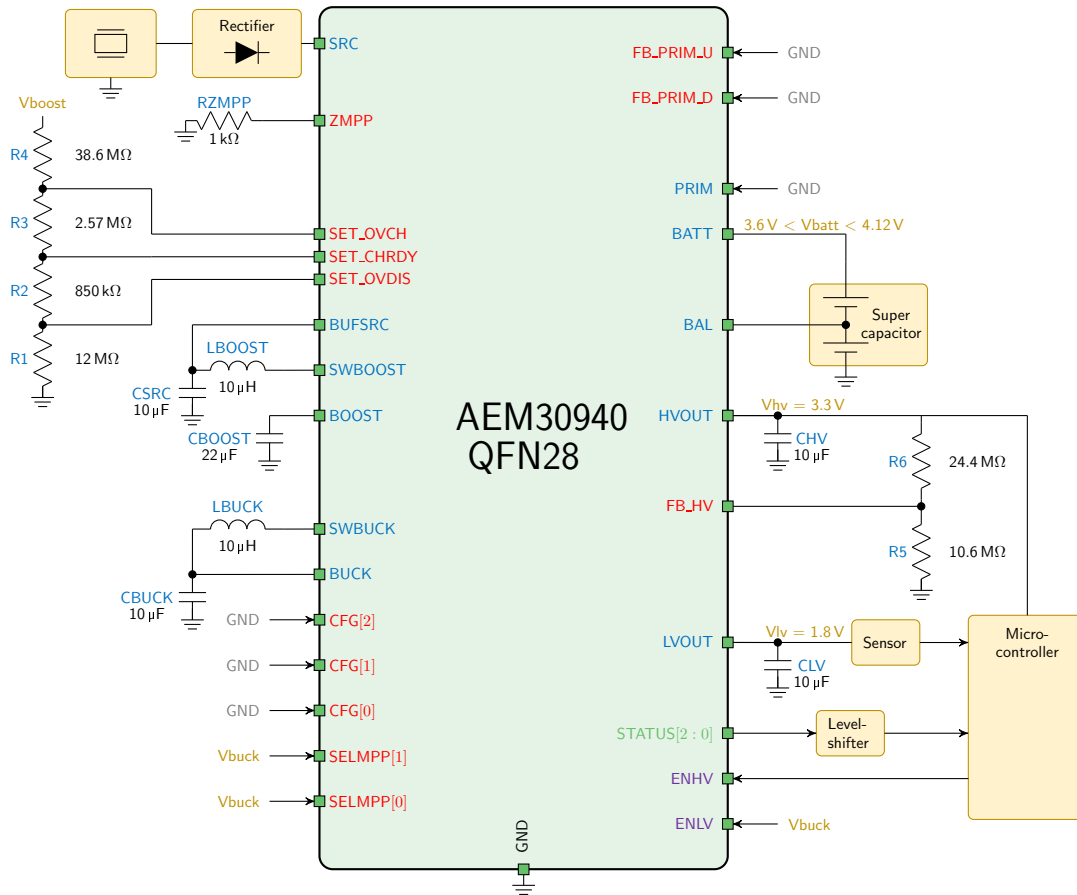 Rectifier
SRC
FB_PRIM_U
GND
FB_PRIM_D
GND
Vboost
RZMPP
1 kΩ
ZMPP
R4
38.6 MΩ
PRIM
GND
R3
2.57 MΩ
SET_OVCH
BATT
3.6 V < Vbatt < 4.12 V
SET_CHRDY
SET_OVDIS
R2
850 kΩ
BUFSRC
BAL
Super
capacitor
R1
12 MΩ
LBOOST
10 µH
SWBOOST
CSRC
10 µF
BOOST
CBOOST
22 µF
AEM30940
QFN28
HVOUT
Vhv = 3.3 V
CHV
10 µF
R6
24.4 MΩ
LBUCK
10 µH
SWBUCK
FB_HV
R5
10.6 MΩ
BUCK
CBUCK
10 µF
GND
CFG[2]
GND
CFG[1]
GND
CFG[0]
LVOUT
Vlv = 1.8 V
CLV
10 µF
Sensor
Micro-
controller
STATUS[2 : 0]
Level-
shifter
Vbuck
SELMPP[1]
ENHV
Vbuck
SELMPP[0]
ENLV
Vbuck
GND